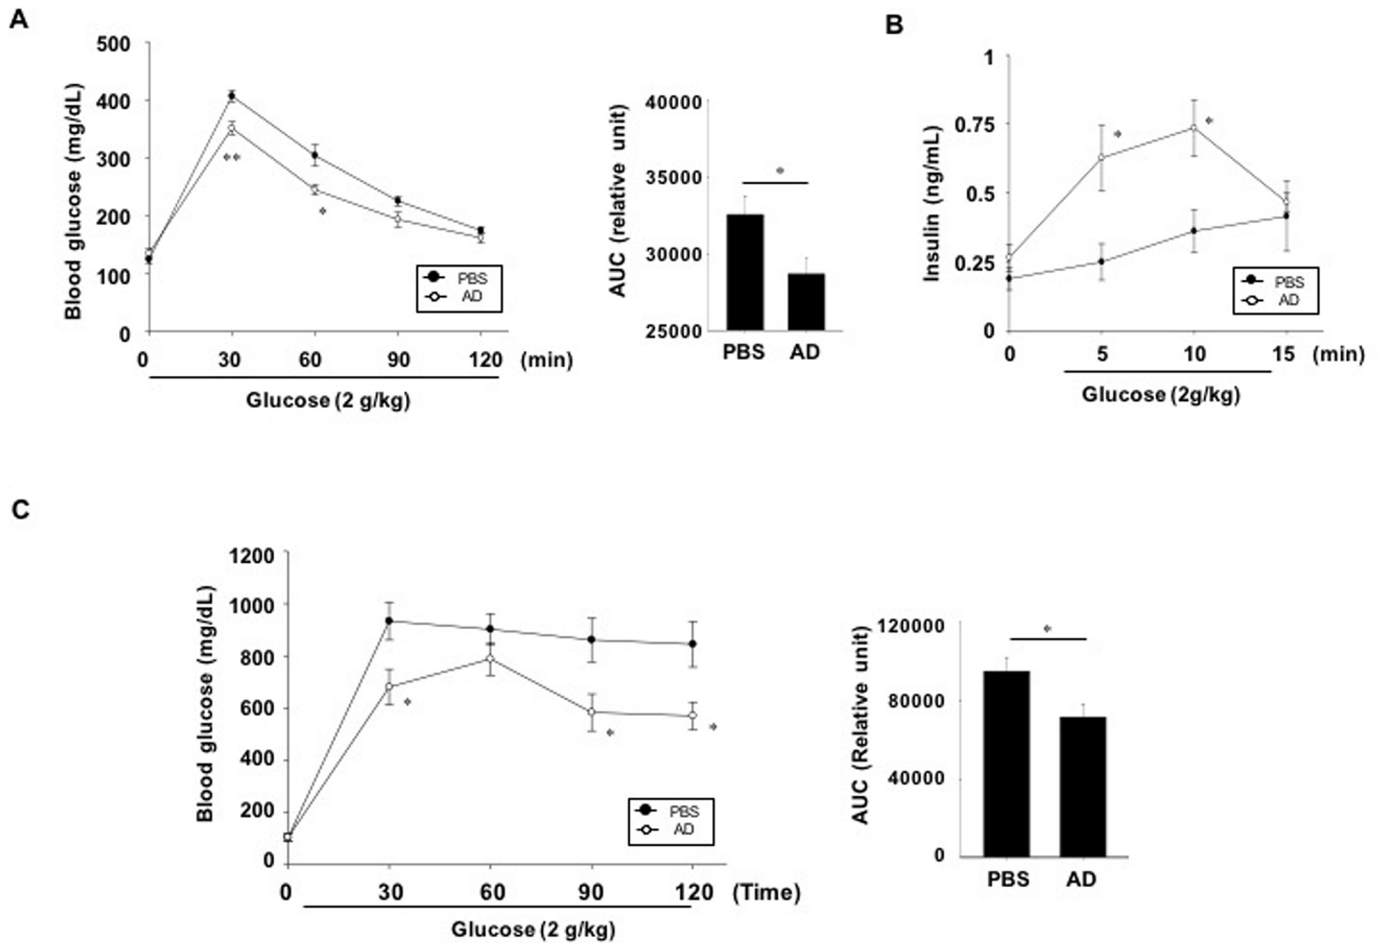 A
500
400
300
200
100
0
Blood glucose (mg/dL)
**
*
PBS
AD
0 30 60 90 120 (min)
Glucose (2 g/kg)
40000
35000
30000
25000
AUC (relative unit)
*
PBS AD
B
1
0.75
0.5
0.25
0
Insulin (ng/mL)
* *
PBS
AD
0 5 10 15 (min)
Glucose (2g/kg)
C
1200
1000
800
600
400
200
0
Blood glucose (mg/dL)
* * *
PBS
AD
0 30 60 90 120 (Time)
Glucose (2 g/kg)
120000
80000
40000
0
AUC (Relative unit)
*
PBS AD